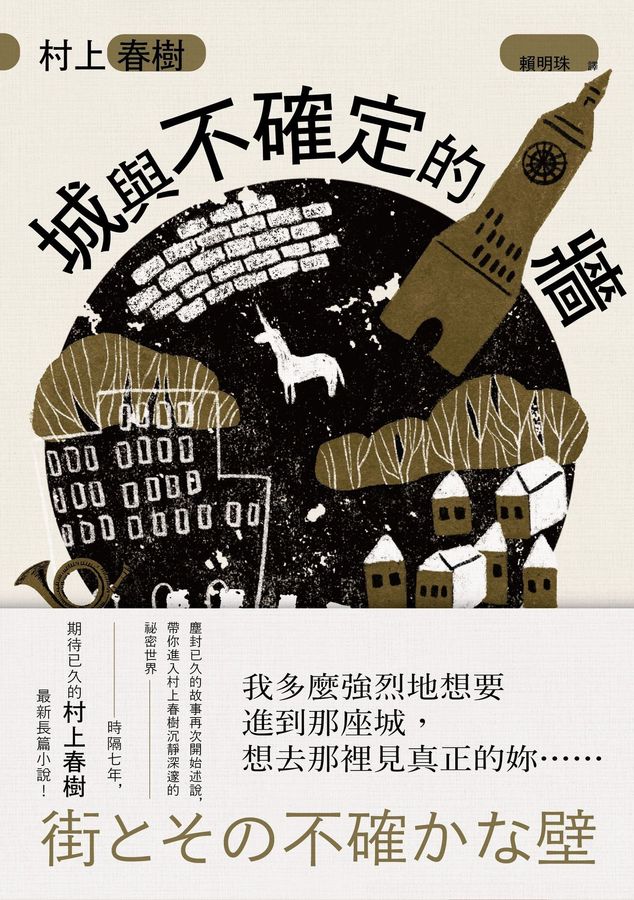 村上春樹
賴明珠 譯
城與不確定的牆
我多麼強烈地想要
進到那座城，
想去那裡見真正的妳⋯⋯
塵封已久的故事再次開始述說，
帶你進入村上春樹沉靜深邃的
祕密世界
時隔七年，
期待已久的村上春樹
最新長篇小說！
街とその不確かな壁